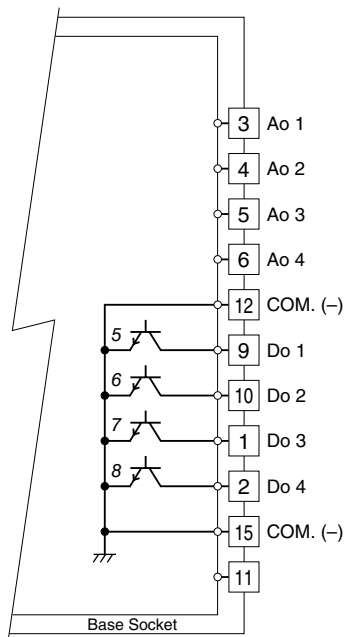 3 Ao 1
4 Ao 2
5 Ao 3
6 Ao 4
12 COM. (–)
5 9 Do 1
6 10 Do 2
7 1 Do 3
8 2 Do 4
15 COM. (–)
11
Base Socket